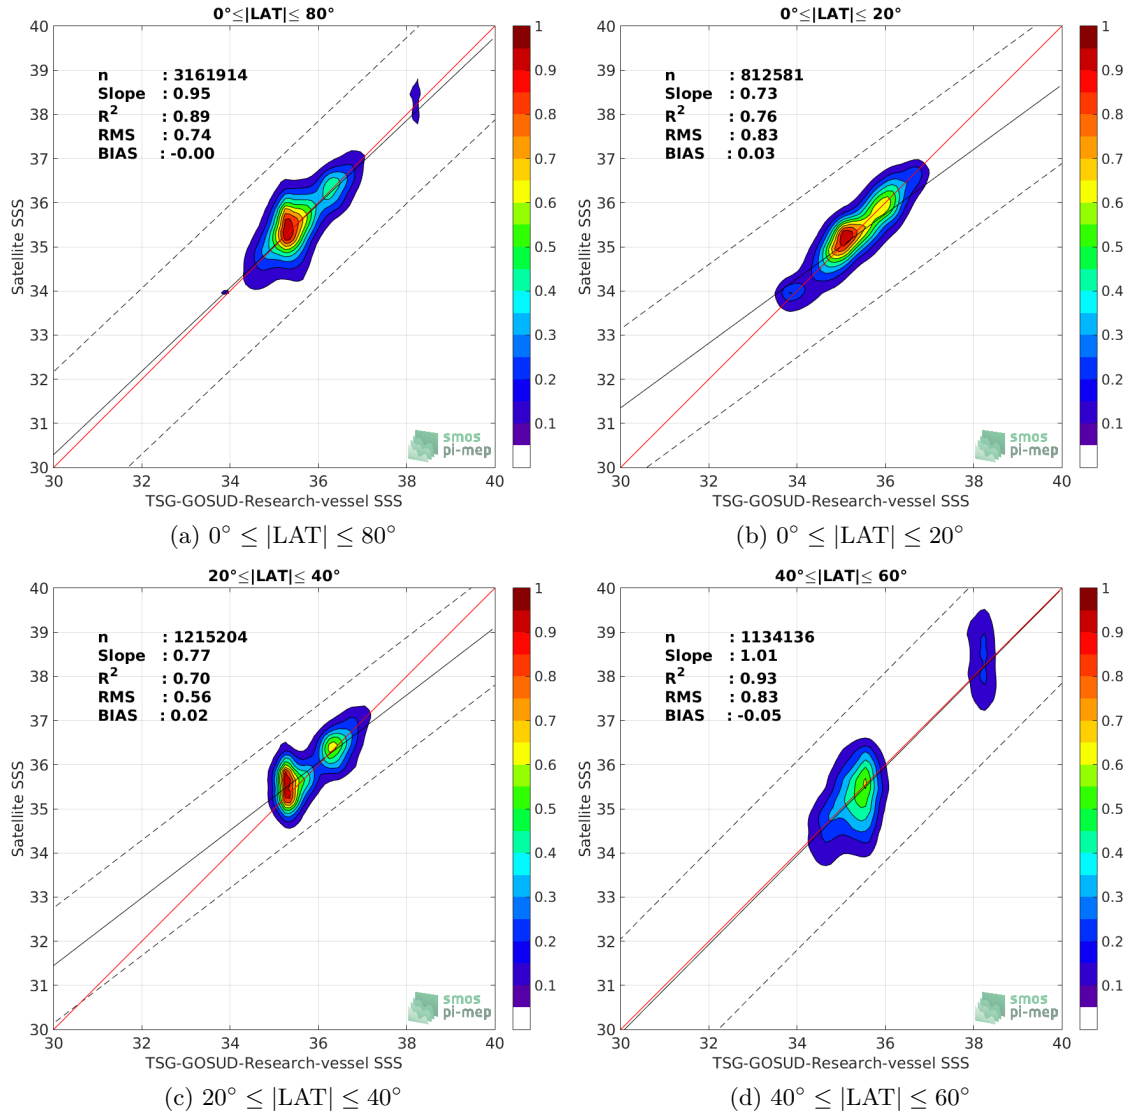 0°≤|LAT|≤ 80°
n : 3161914
Slope : 0.95
R² : 0.89
RMS : 0.74
BIAS : -0.00
Satellite SSS
40
39
38
37
36
35
34
33
32
31
30
30 32 34 36 38 40
TSG-GOSUD-Research-vessel SSS
smos
pi-mep
1
0.9
0.8
0.7
0.6
0.5
0.4
0.3
0.2
0.1
(a) 0° ≤ |LAT| ≤ 80°
0°≤|LAT|≤ 20°
n : 812581
Slope : 0.73
R² : 0.76
RMS : 0.83
BIAS : 0.03
Satellite SSS
40
39
38
37
36
35
34
33
32
31
30
30 32 34 36 38 40
TSG-GOSUD-Research-vessel SSS
smos
pi-mep
1
0.9
0.8
0.7
0.6
0.5
0.4
0.3
0.2
0.1
(b) 0° ≤ |LAT| ≤ 20°
20°≤|LAT|≤ 40°
n : 1215204
Slope : 0.77
R² : 0.70
RMS : 0.56
BIAS : 0.02
Satellite SSS
40
39
38
37
36
35
34
33
32
31
30
30 32 34 36 38 40
TSG-GOSUD-Research-vessel SSS
smos
pi-mep
1
0.9
0.8
0.7
0.6
0.5
0.4
0.3
0.2
0.1
(c) 20° ≤ |LAT| ≤ 40°
40°≤|LAT|≤ 60°
n : 1134136
Slope : 1.01
R² : 0.93
RMS : 0.83
BIAS : -0.05
Satellite SSS
40
39
38
37
36
35
34
33
32
31
30
30 32 34 36 38 40
TSG-GOSUD-Research-vessel SSS
smos
pi-mep
1
0.9
0.8
0.7
0.6
0.5
0.4
0.3
0.2
0.1
(d) 40° ≤ |LAT| ≤ 60°